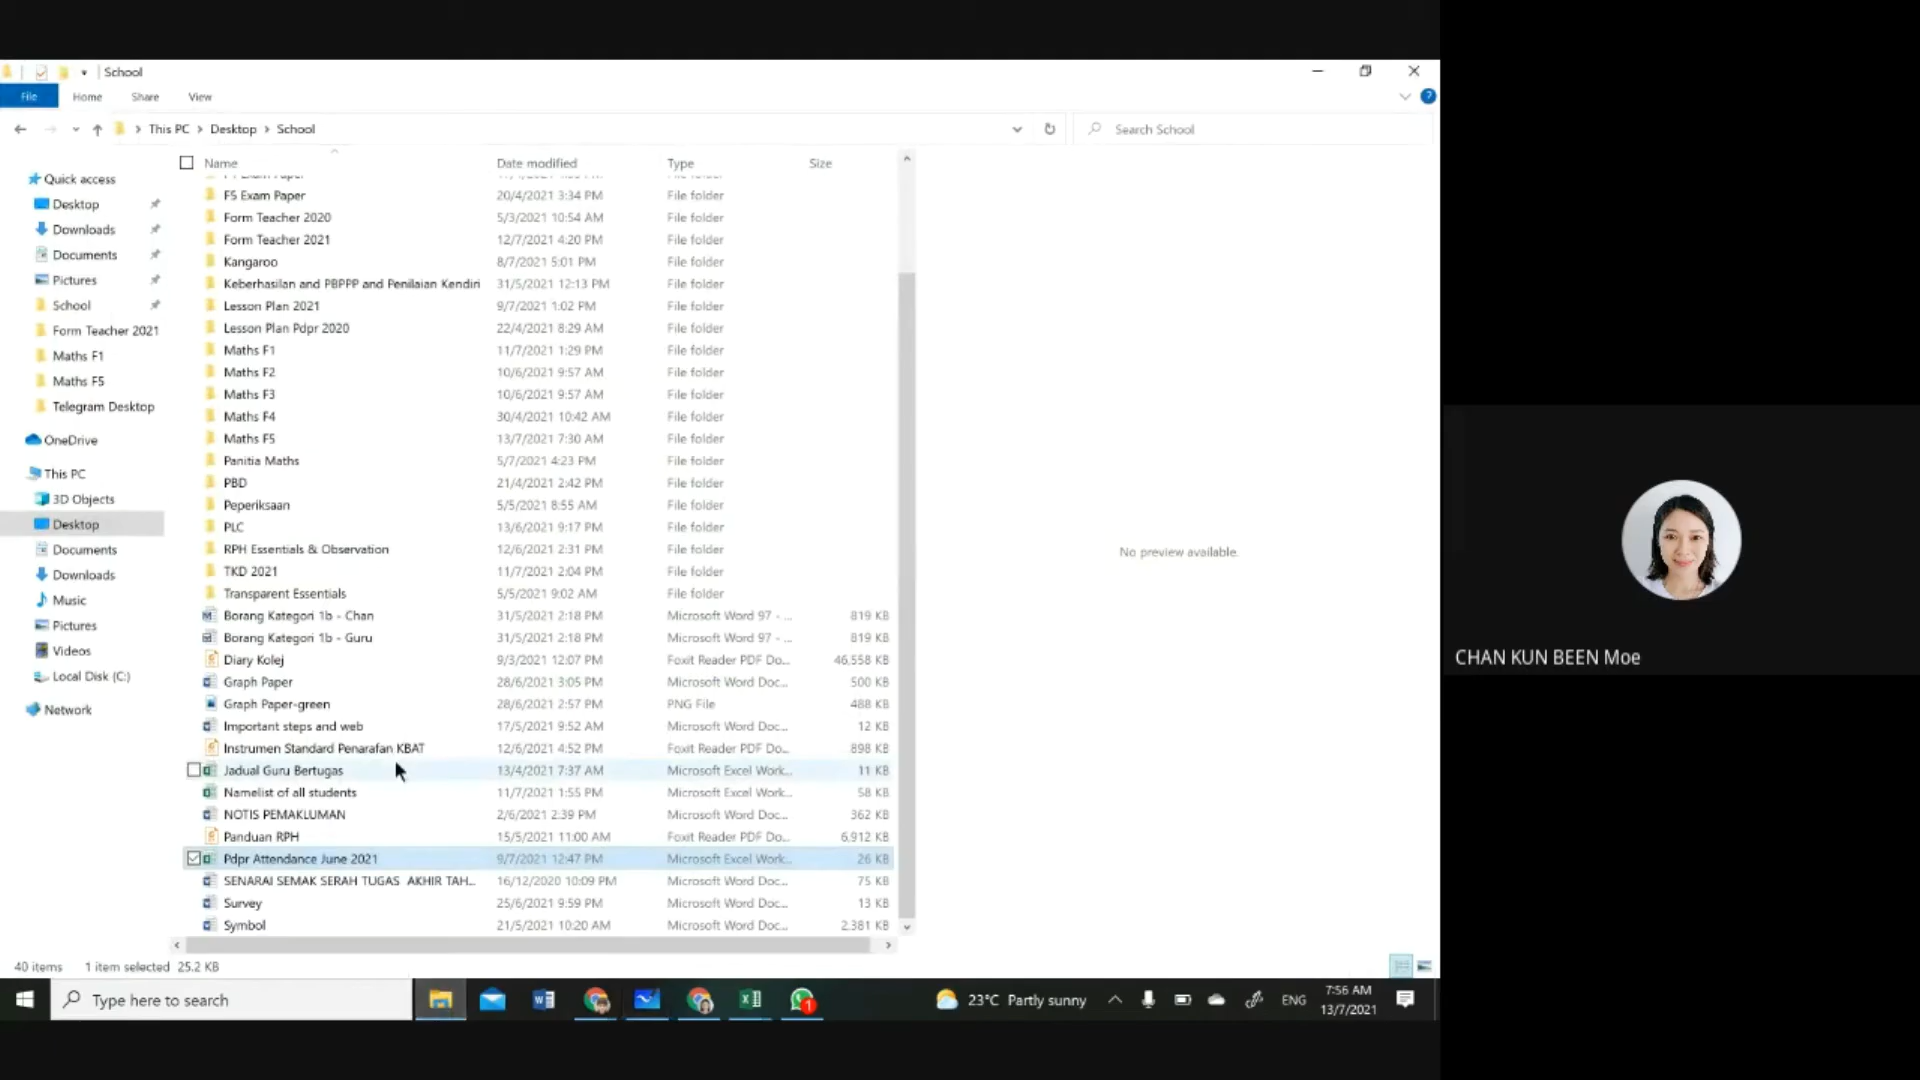 School
File Home Share View
This PC > Desktop > School
Search School
Name Date modified Type Size
Quick access
Desktop
Downloads
Documents
Pictures
School
Form Teacher 2021
Maths F1
Maths F5
Telegram Desktop
OneDrive
This PC
3D Objects
Desktop
Documents
Downloads
Music
Pictures
Videos
Local Disk (C:)
Network
F5 Exam Paper 20/4/2021 3:34 PM File folder
Form Teacher 2020 5/3/2021 10:54 AM File folder
Form Teacher 2021 12/7/2021 4:20 PM File folder
Kangaroo 8/7/2021 5:01 PM File folder
Keberhasilan and PBPPP and Penilaian Kendiri 31/5/2021 12:13 PM File folder
Lesson Plan 2021 9/7/2021 1:02 PM File folder
Lesson Plan Pdpr 2020 22/4/2021 8:29 AM File folder
Maths F1 11/7/2021 1:29 PM File folder
Maths F2 10/6/2021 9:57 AM File folder
Maths F3 10/6/2021 9:57 AM File folder
Maths F4 30/4/2021 10:42 AM File folder
Maths F5 13/7/2021 7:30 AM File folder
Panitia Maths 5/7/2021 4:23 PM File folder
PBD 21/4/2021 2:42 PM File folder
Peperiksaan 5/5/2021 8:55 AM File folder
PLC 13/6/2021 9:17 PM File folder
RPH Essentials & Observation 12/6/2021 2:31 PM File folder
TKD 2021 11/7/2021 2:04 PM File folder
Transparent Essentials 5/5/2021 9:02 AM File folder
Borang Kategori 1b - Chan 31/5/2021 2:18 PM Microsoft Word 97 - ... 819 KB
Borang Kategori 1b - Guru 31/5/2021 2:18 PM Microsoft Word 97 - ... 819 KB
Diary Kolej 9/3/2021 12:07 PM Foxit Reader PDF Do... 46,558 KB
Graph Paper 28/6/2021 3:05 PM Microsoft Word Doc... 500 KB
Graph Paper-green 28/6/2021 2:57 PM PNG File 488 KB
Important steps and web 17/5/2021 9:52 AM Microsoft Word Doc... 12 KB
Instrumen Standard Penarafan KBAT 12/6/2021 4:52 PM Foxit Reader PDF Do... 898 KB
Jadual Guru Bertugas 13/4/2021 7:37 AM Microsoft Excel Work... 11 KB
Namelist of all students 11/7/2021 1:55 PM Microsoft Excel Work... 58 KB
NOTIS PEMAKLUMAN 2/6/2021 2:39 PM Microsoft Word Doc... 362 KB
Panduan RPH 15/5/2021 11:00 AM Foxit Reader PDF Do... 6,912 KB
Pdpr Attendance June 2021 9/7/2021 12:47 PM Microsoft Excel Work... 26 KB
SENARAI SEMAK SERAH TUGAS AKHIR TAH... 16/12/2020 10:09 PM Microsoft Word Doc... 75 KB
Survey 25/6/2021 9:59 PM Microsoft Word Doc... 13 KB
Symbol 21/5/2021 10:20 AM Microsoft Word Doc... 2,381 KB
No preview available.
CHAN KUN BEEN Moe
40 items 1 item selected 25.2 KB
Type here to search
23°C Partly sunny
ENG
7:56 AM
13/7/2021